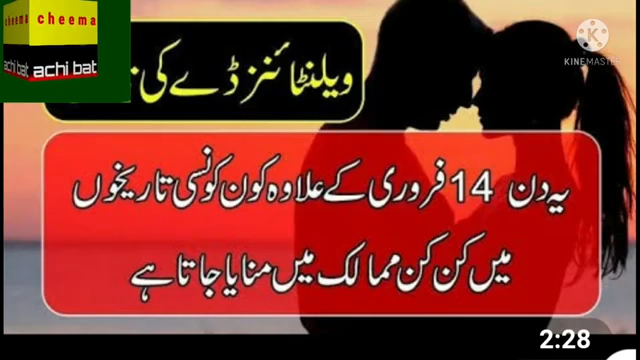 cheema cheema
achi bat achi bat
K
KINEMASTER
ویلنٹائنز ڈے کی
یہ دن 14 فروری کے علاوہ کون کونسی تاریخوں
میں کن کن ممالک میں منایا جاتا ہے
2:28